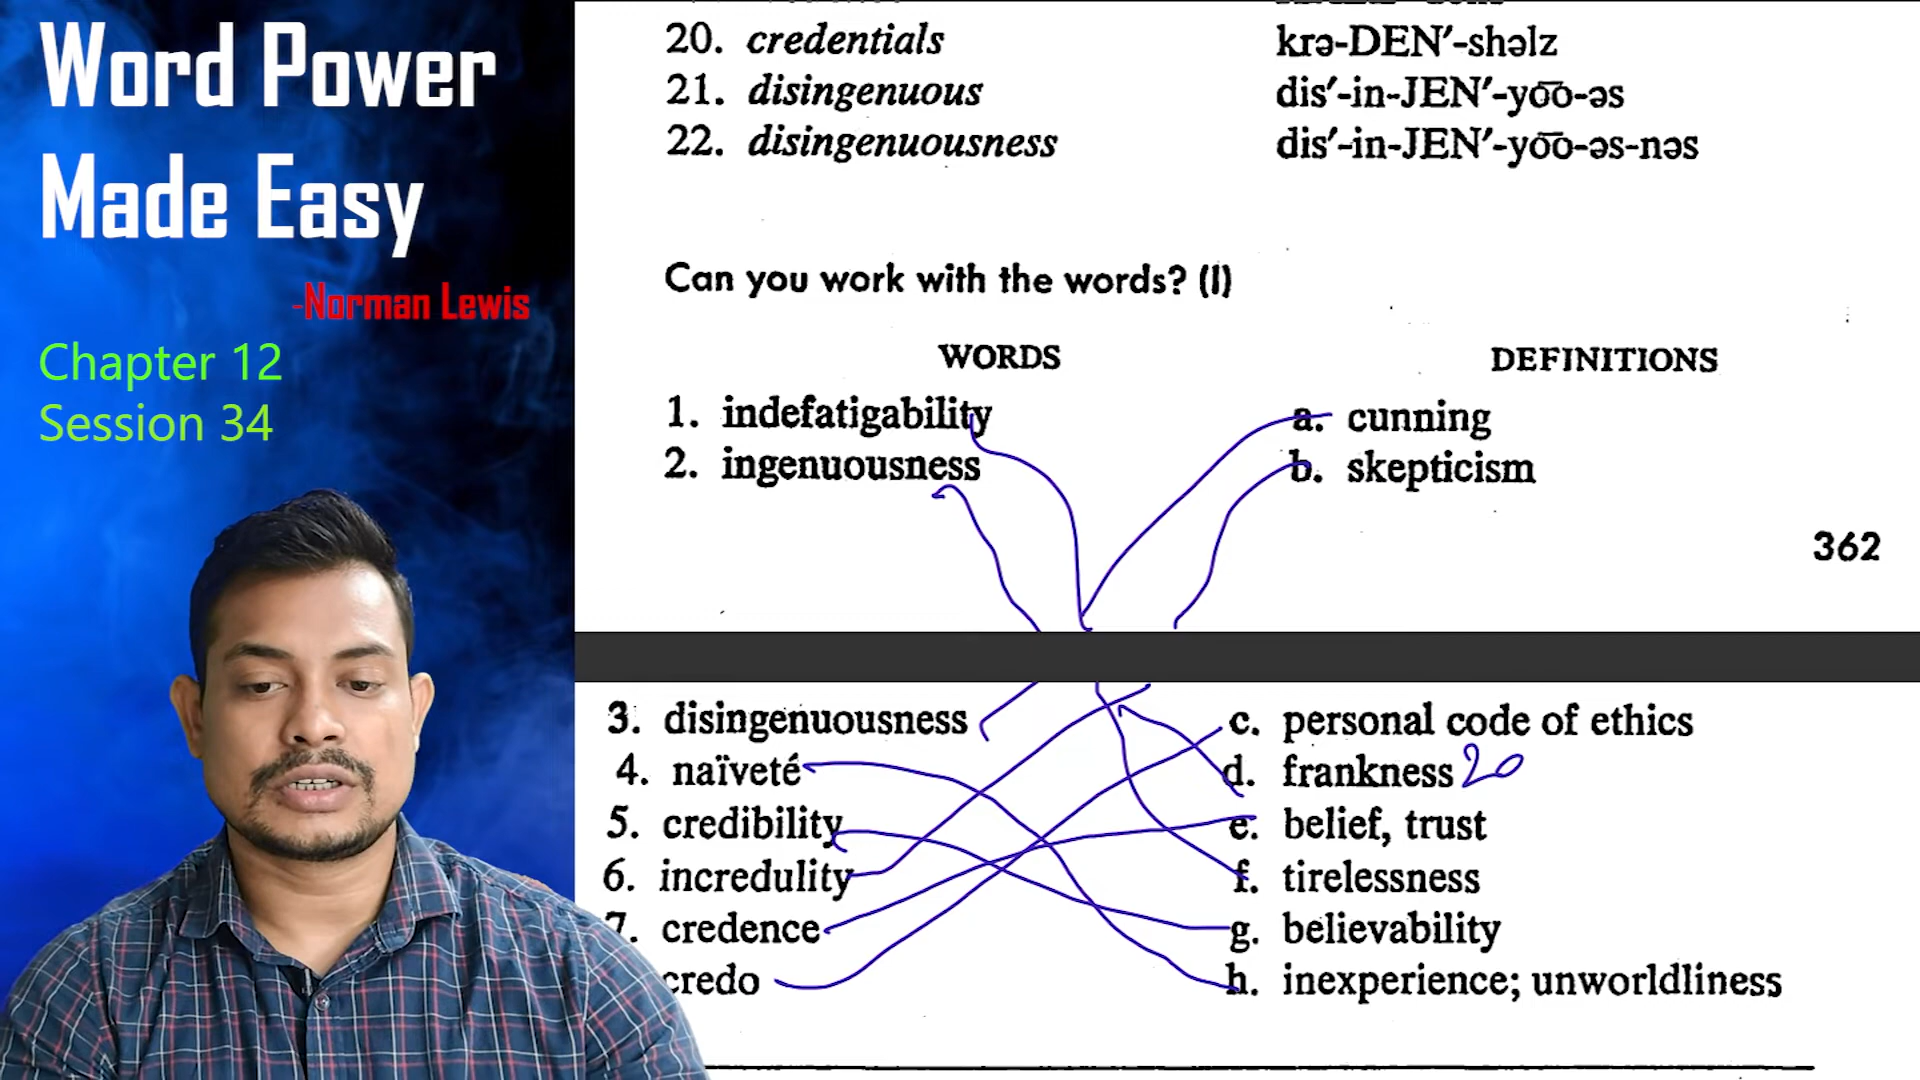 Word Power
Made Easy
-Norman Lewis
Chapter 12
Session 34
20. credentials krə-DEN′-shəlz
21. disingenuous dis′-in-JEN′-yo͞o-əs
22. disingenuousness dis′-in-JEN′-yo͞o-əs-nəs
Can you work with the words? (I)
WORDS DEFINITIONS
1. indefatigability a. cunning
2. ingenuousness b. skepticism
362
3. disingenuousness c. personal code of ethics
4. naïveté d. frankness 20
5. credibility e. belief, trust
6. incredulity f. tirelessness
7. credence g. believability
credo h. inexperience; unworldliness